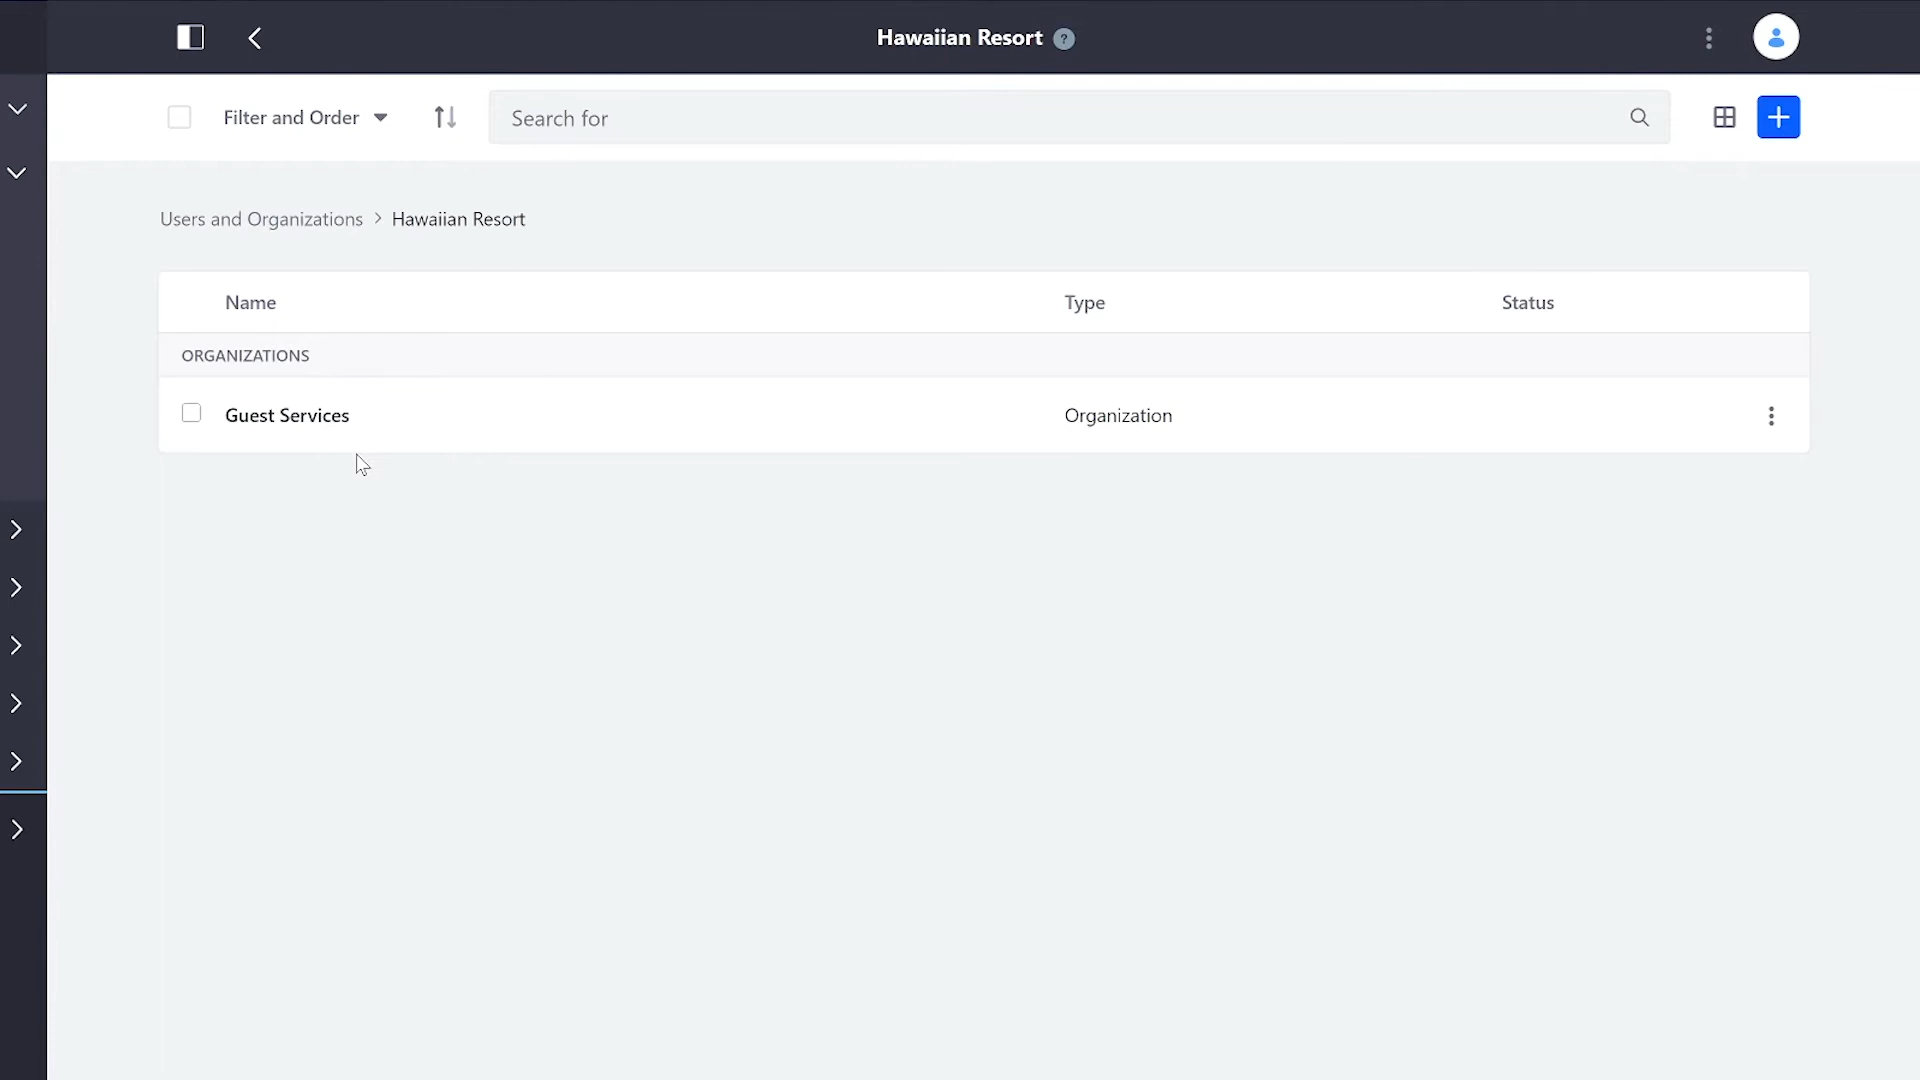 Hawaiian Resort ?
Filter and Order
Search for
Users and Organizations > Hawaiian Resort
Name Type Status
ORGANIZATIONS
Guest Services Organization